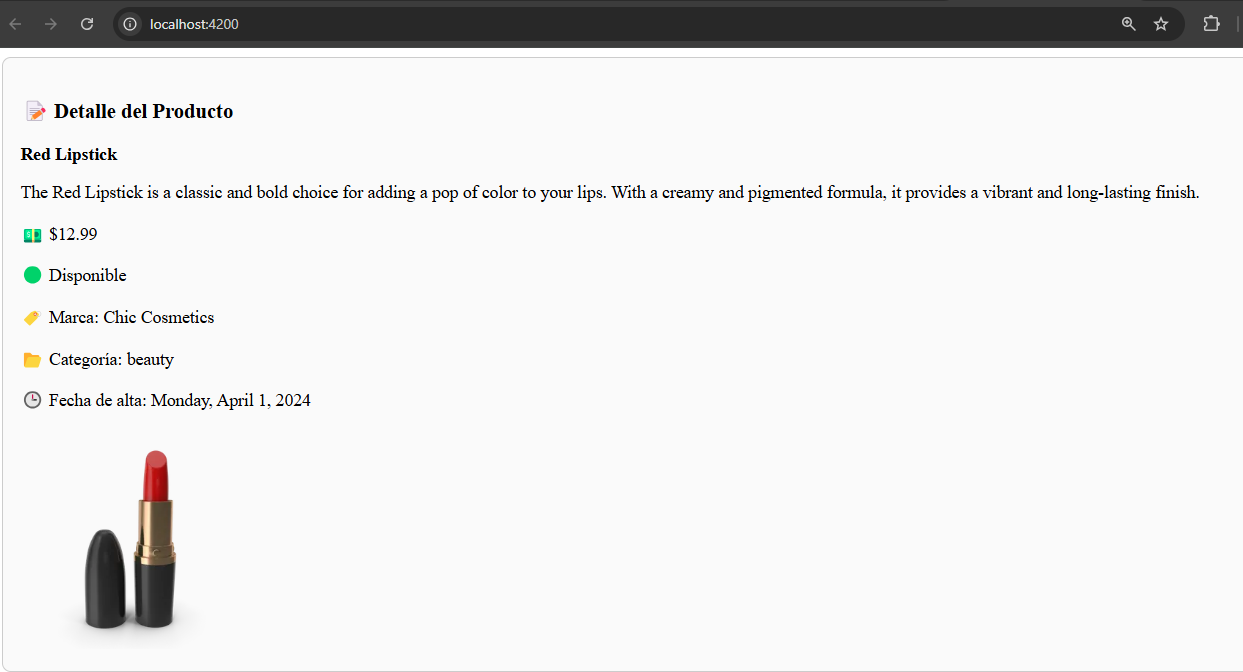 localhost:4200
Detalle del Producto
Red Lipstick
The Red Lipstick is a classic and bold choice for adding a pop of color to your lips. With a creamy and pigmented formula, it provides a vibrant and long-lasting finish.
$12.99
Disponible
Marca: Chic Cosmetics
Categoría: beauty
Fecha de alta: Monday, April 1, 2024